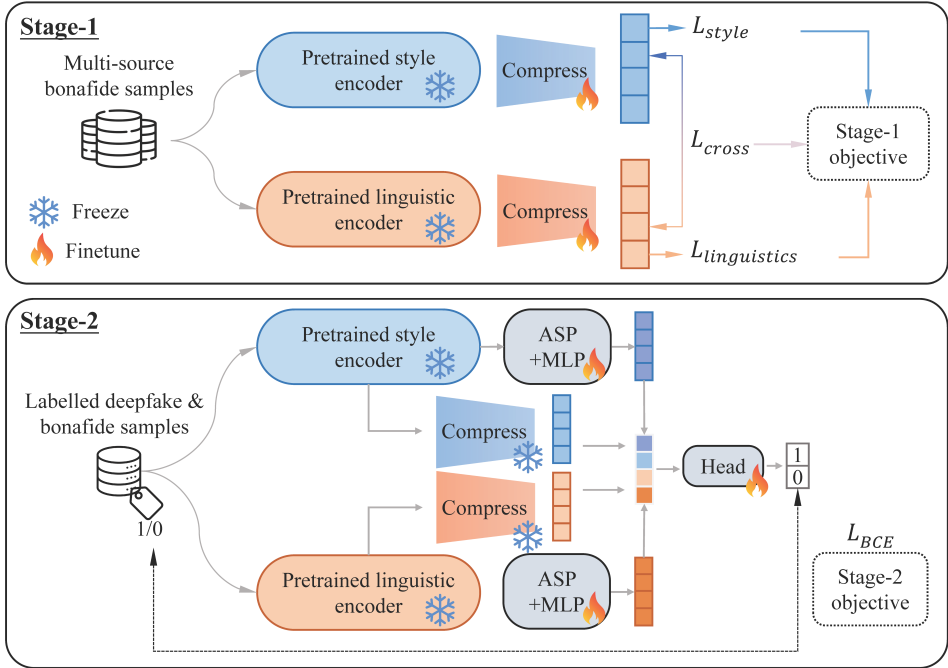 Stage-1
Multi-source
bonafide samples
Pretrained style
encoder
Compress
L_style
Pretrained linguistic
encoder
Compress
L_cross
L_linguistics
Stage-1
objective
Freeze
Finetune
Stage-2
Labelled deepfake &
bonafide samples
1/0
Pretrained style
encoder
ASP
+MLP
Compress
Compress
Pretrained linguistic
encoder
ASP
+MLP
Head
1
0
L_BCE
Stage-2
objective